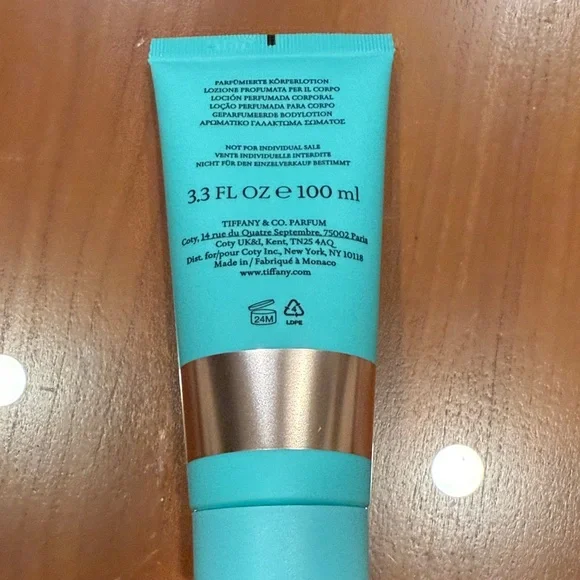 PARFÜMIERTE KÖRPERLOTION
LOZIONE PROFUMATA PER IL CORPO
LOCIÓN PERFUMADA CORPORAL
LOÇÃO PERFUMADA PARA CORPO
GEPARFUMEERDE BODYLOTION
ΑΡΩΜΑΤΙΚΟ ΓΑΛΑΚΤΩΜΑ ΣΩΜΑΤΟΣ
NOT FOR INDIVIDUAL SALE
VENTE INDIVIDUELLE INTERDITE
NICHT FÜR DEN EINZELVERKAUF BESTIMMT
3.3 FL OZ e 100 ml
TIFFANY & CO. PARFUM
Coty, 14 rue du Quatre Septembre, 75002 Paris
Coty UK&I, Kent, TN25 4AQ.
Dist. for/pour Coty Inc., New York, NY 10118
Made in / Fabriqué à Monaco
www.tiffany.com
24M
4
LDPE